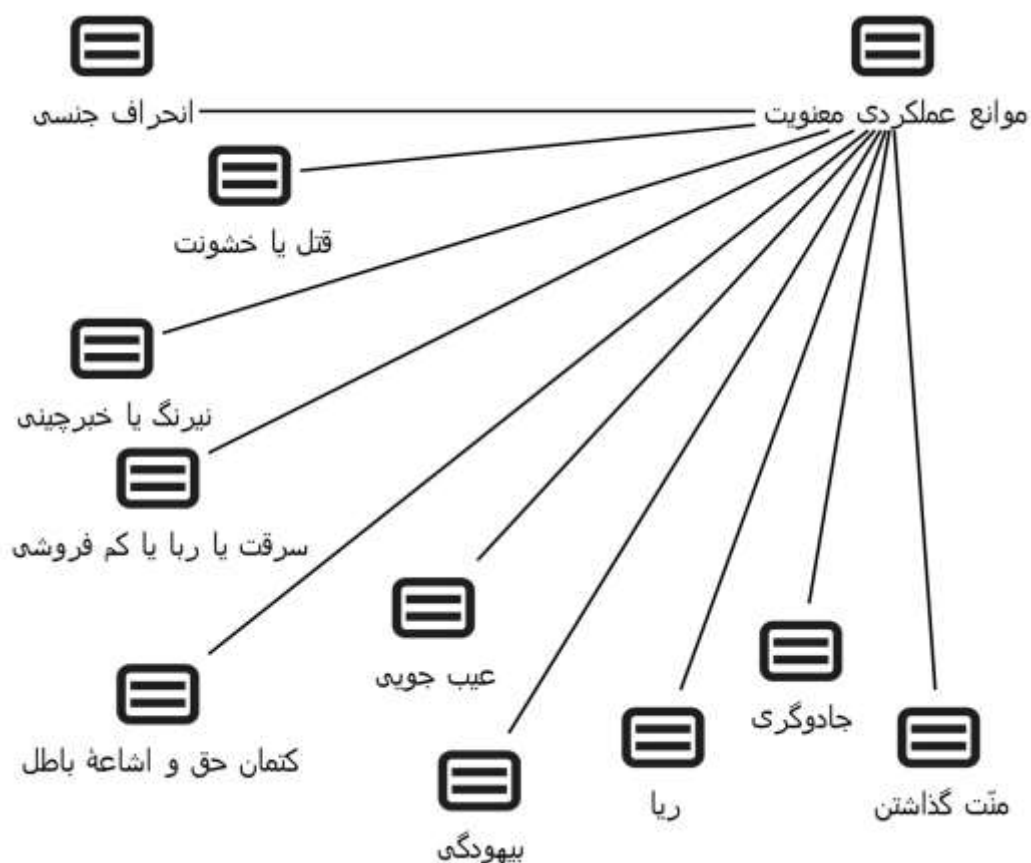 موانع عملکردی معنویت
انحراف جنسی
قتل یا خشونت
نیرنگ یا خبرچینی
سرقت یا ربا یا کم فروشی
عیب جویی
جادوگری
کتمان حق و اشاعهٔ باطل
منّت گذاشتن
ریا
بیهودگی